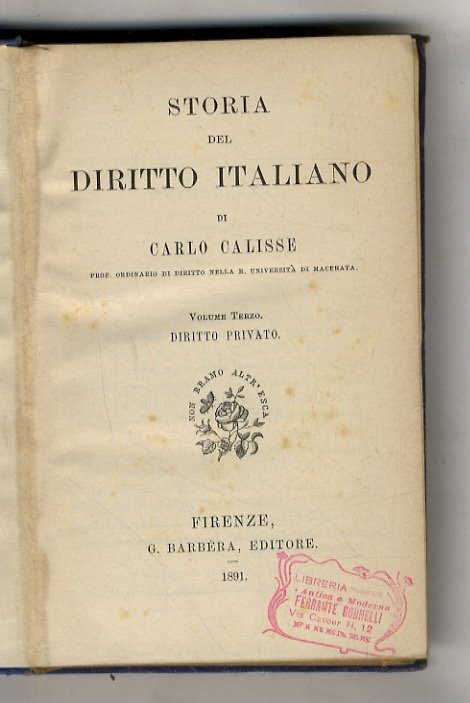 STORIA
DEL
DIRITTO ITALIANO
DI
CARLO CALISSE
PROF. ORDINARIO DI DIRITTO NELLA R. UNIVERSITÀ DI MACERATA.
VOLUME TERZO.
DIRITTO PRIVATO.
NON BRAMO ALTR' ESCA
FIRENZE,
G. BARBÈRA, EDITORE.
1891.
LIBRERIA
Antica e Moderna
FERRANTE GONNELLI
Via Cavour N. 12
FIRENZE